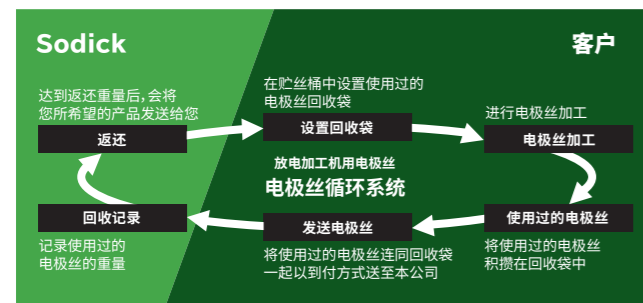 Sodick
客户
达到返还重量后,会将
您所希望的产品发送给您
返还
在贮丝桶中设置使用过的
电极丝回收袋
设置回收袋
进行电极丝加工
电极丝加工
放电加工机用电极丝
电极丝循环系统
回收记录
记录使用过的
电极丝的重量
发送电极丝
将使用过的电极丝连同回收袋
一起以到付方式送至本公司
使用过的电极丝
将使用过的电极丝
积攒在回收袋中